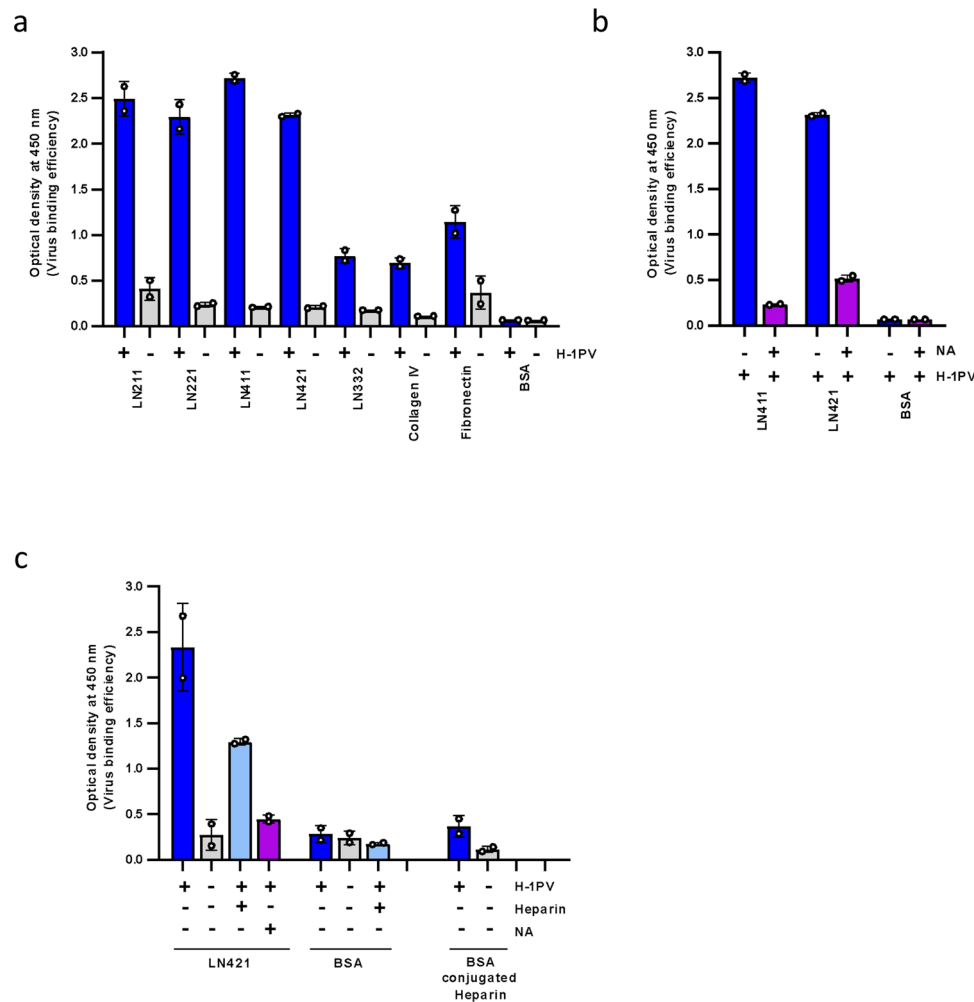 a
Optical density at 450 nm
(Virus binding efficiency)
3.0
2.5
2.0
1.5
1.0
0.5
0.0
+ - + - + - + - + - + - + - + - H-1PV
LN211
LN221
LN411
LN421
LN332
Collagen IV
Fibronectin
BSA
b
Optical density at 450 nm
(Virus binding efficiency)
3.0
2.5
2.0
1.5
1.0
0.5
0.0
- + - + - + NA
+ + + + + + H-1PV
LN411
LN421
BSA
c
Optical density at 450 nm
(Virus binding efficiency)
3.0
2.5
2.0
1.5
1.0
0.5
0.0
+ - + + + - + + - H-1PV
- - + - - - + - - Heparin
- - - + - - - - - NA
LN421
BSA
BSA
conjugated
Heparin